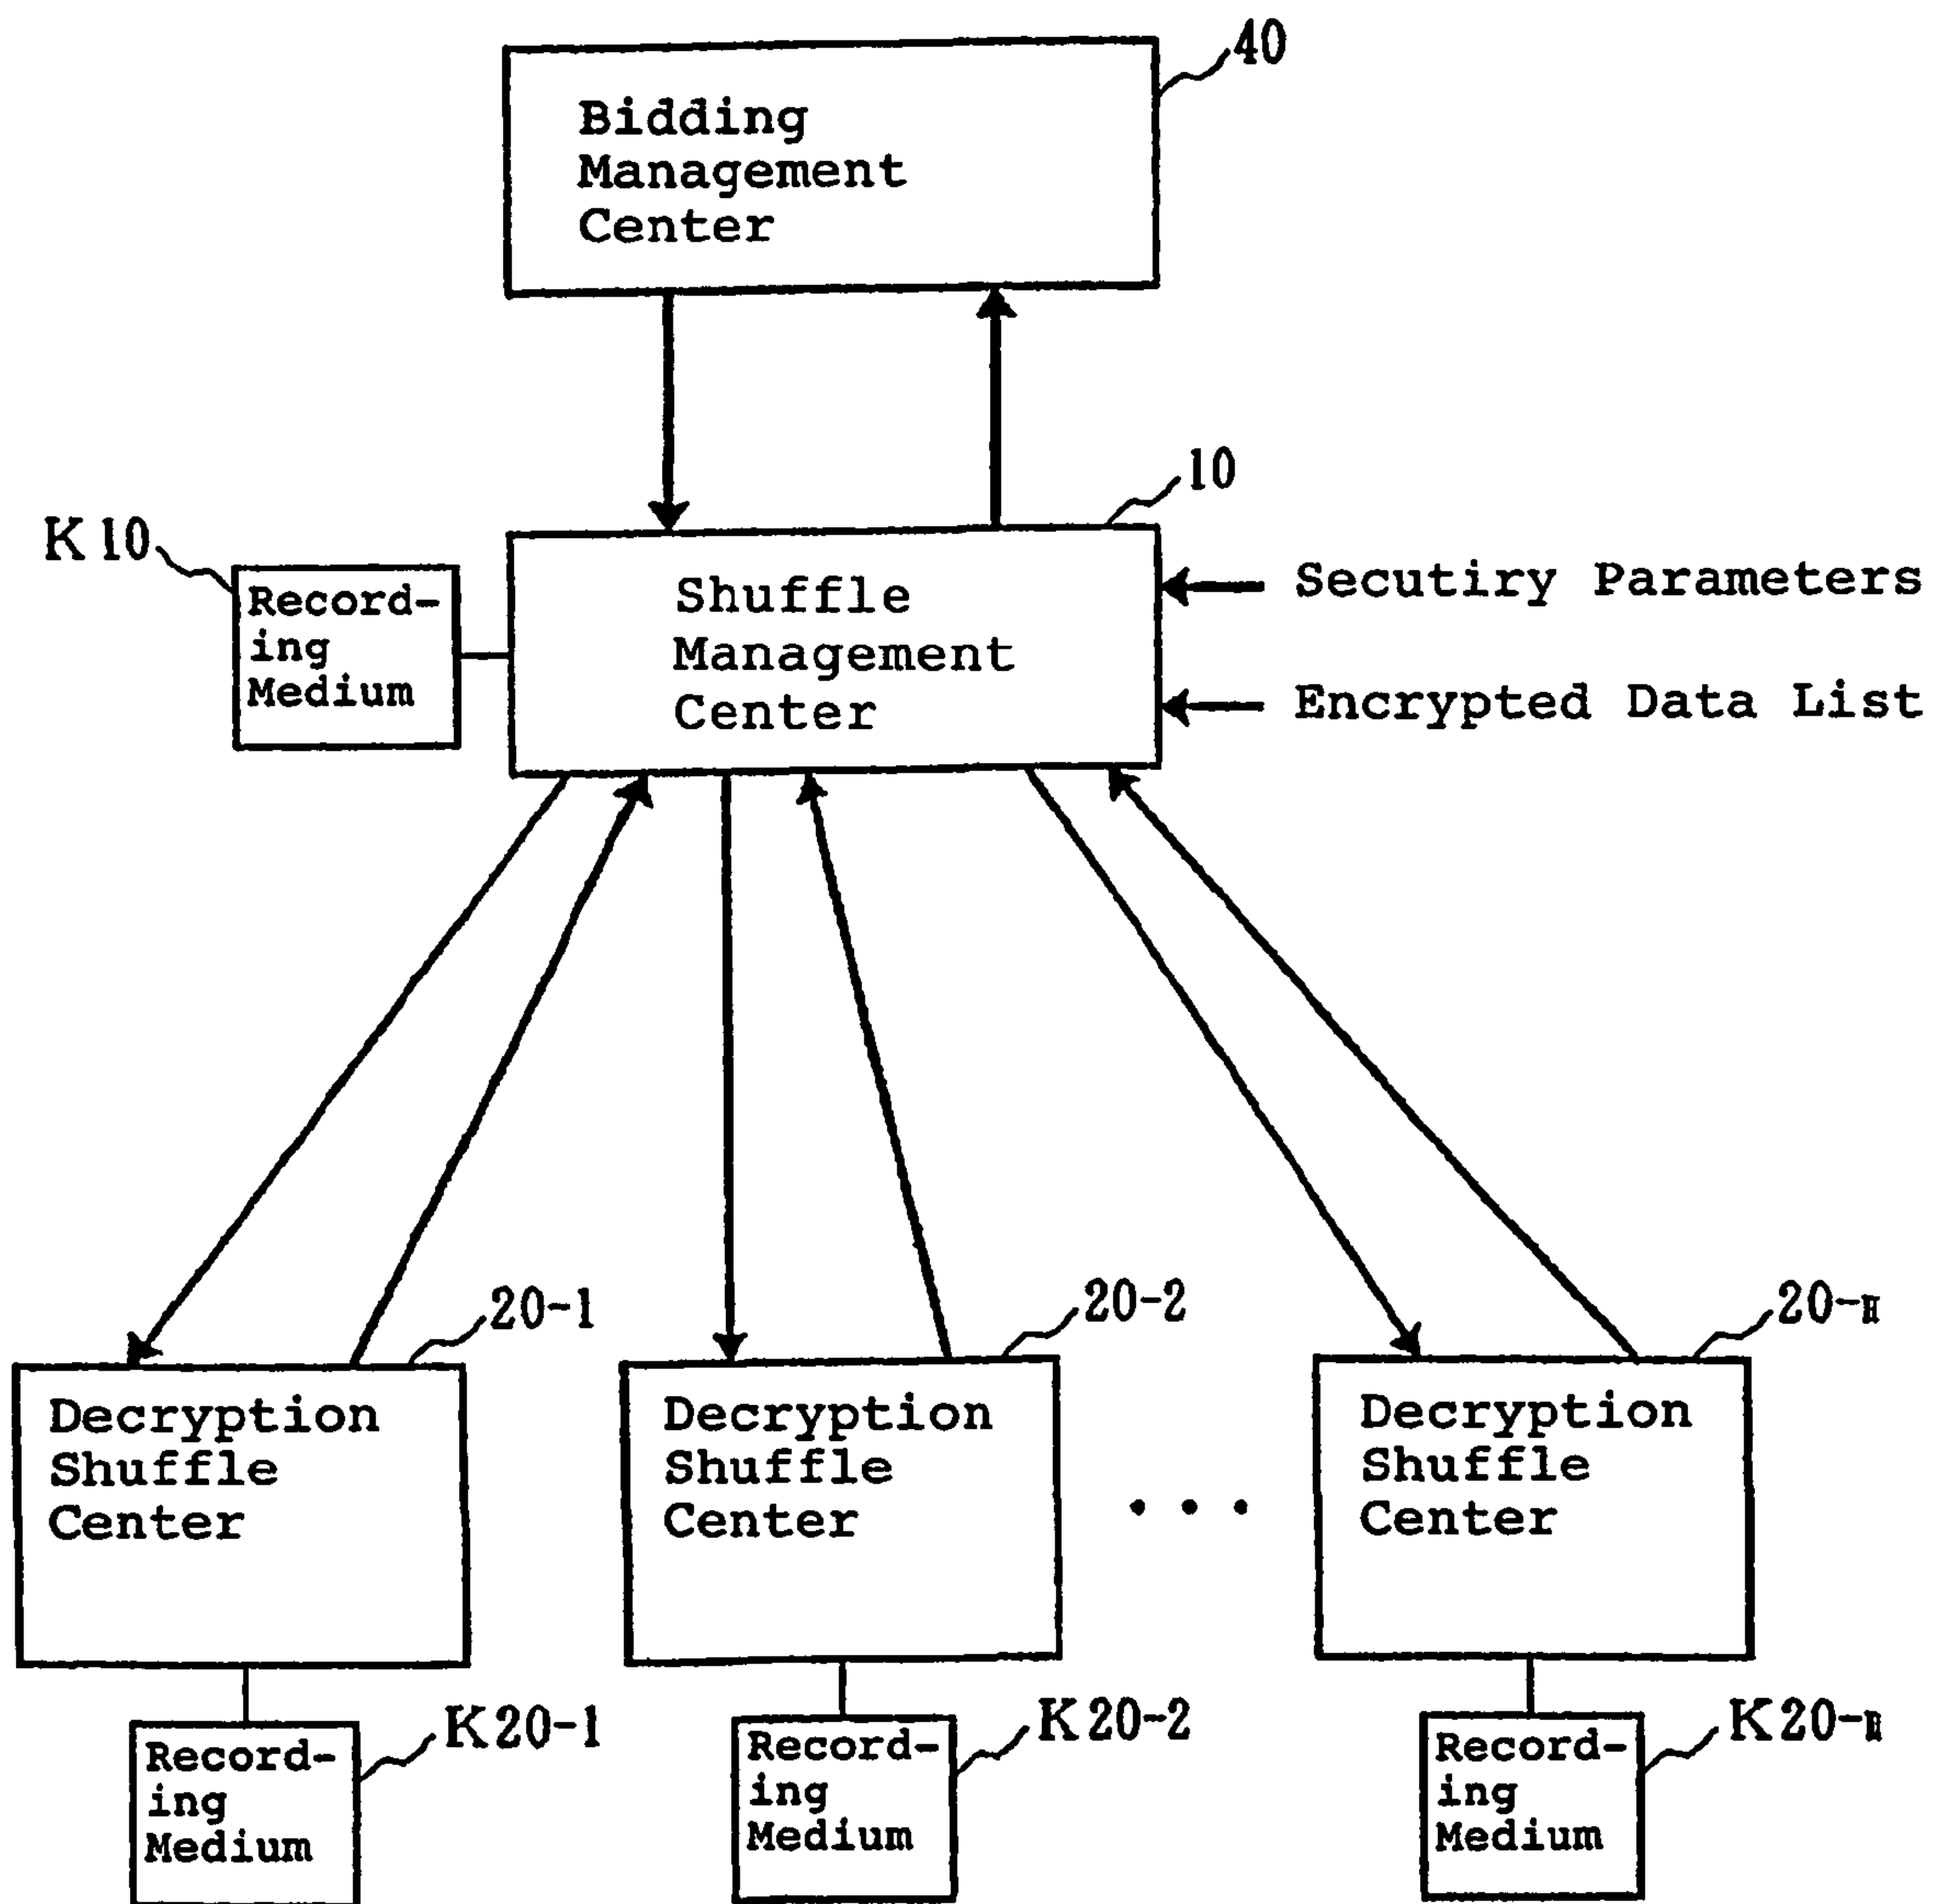 40
Bidding
Management
Center
10
K10
Record-
ing
Medium
Shuffle
Management
Center
Secutiry Parameters
Encrypted Data List
20-1
20-2
20-n
Decryption
Shuffle
Center
Decryption
Shuffle
Center
. . .
Decryption
Shuffle
Center
K20-1
K20-2
K20-n
Record-
ing
Medium
Record-
ing
Medium
Record-
ing
Medium